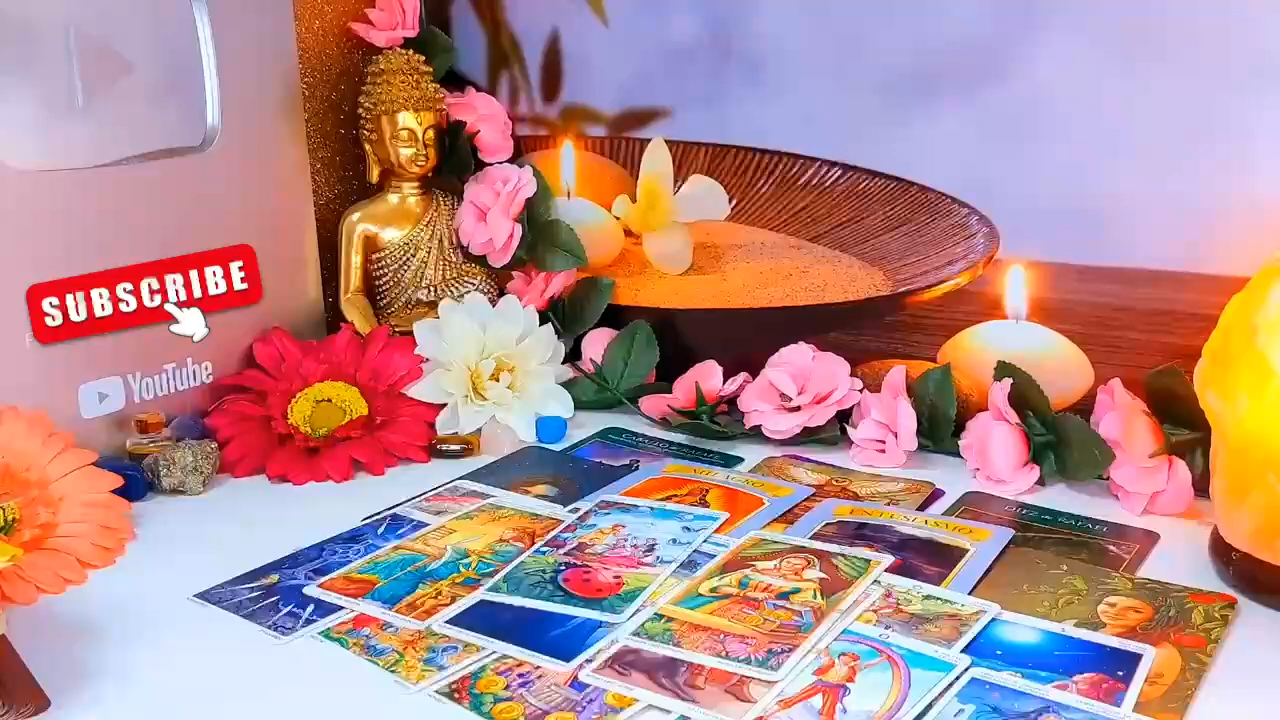 SUBSCRIBE
YouTube
MILAGRO
ENTUSIASMO
DIEZ de RAFAEL